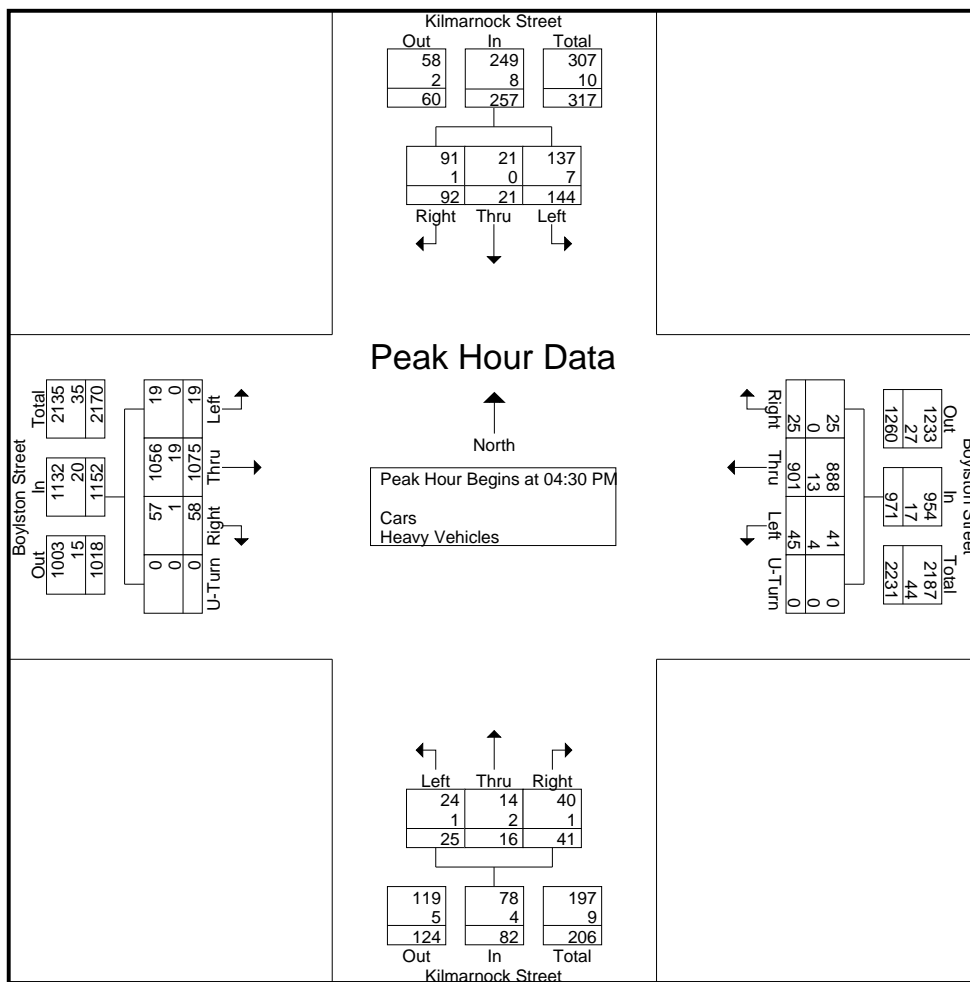 Kilmarnock Street
Out In Total
58 249 307
2 8 10
60 257 317
91 21 137
1 0 7
92 21 144
Right Thru Left
Peak Hour Data
North
Peak Hour Begins at 04:30 PM
Cars
Heavy Vehicles
Boylston Street
Total In Out
2135 1132 1003
35 20 15
2170 1152 1018
19 1056 57 0
0 19 1 0
19 1075 58 0
Left Thru Right U-Turn
Boylston Street
Out In Total
1233 954 2187
27 17 44
1260 971 2231
25 888 41 0
0 13 4 0
25 901 45 0
Right Thru Left U-Turn
Left Thru Right
24 14 40
1 2 1
25 16 41
119 78 197
5 4 9
124 82 206
Out In Total
Kilmarnock Street